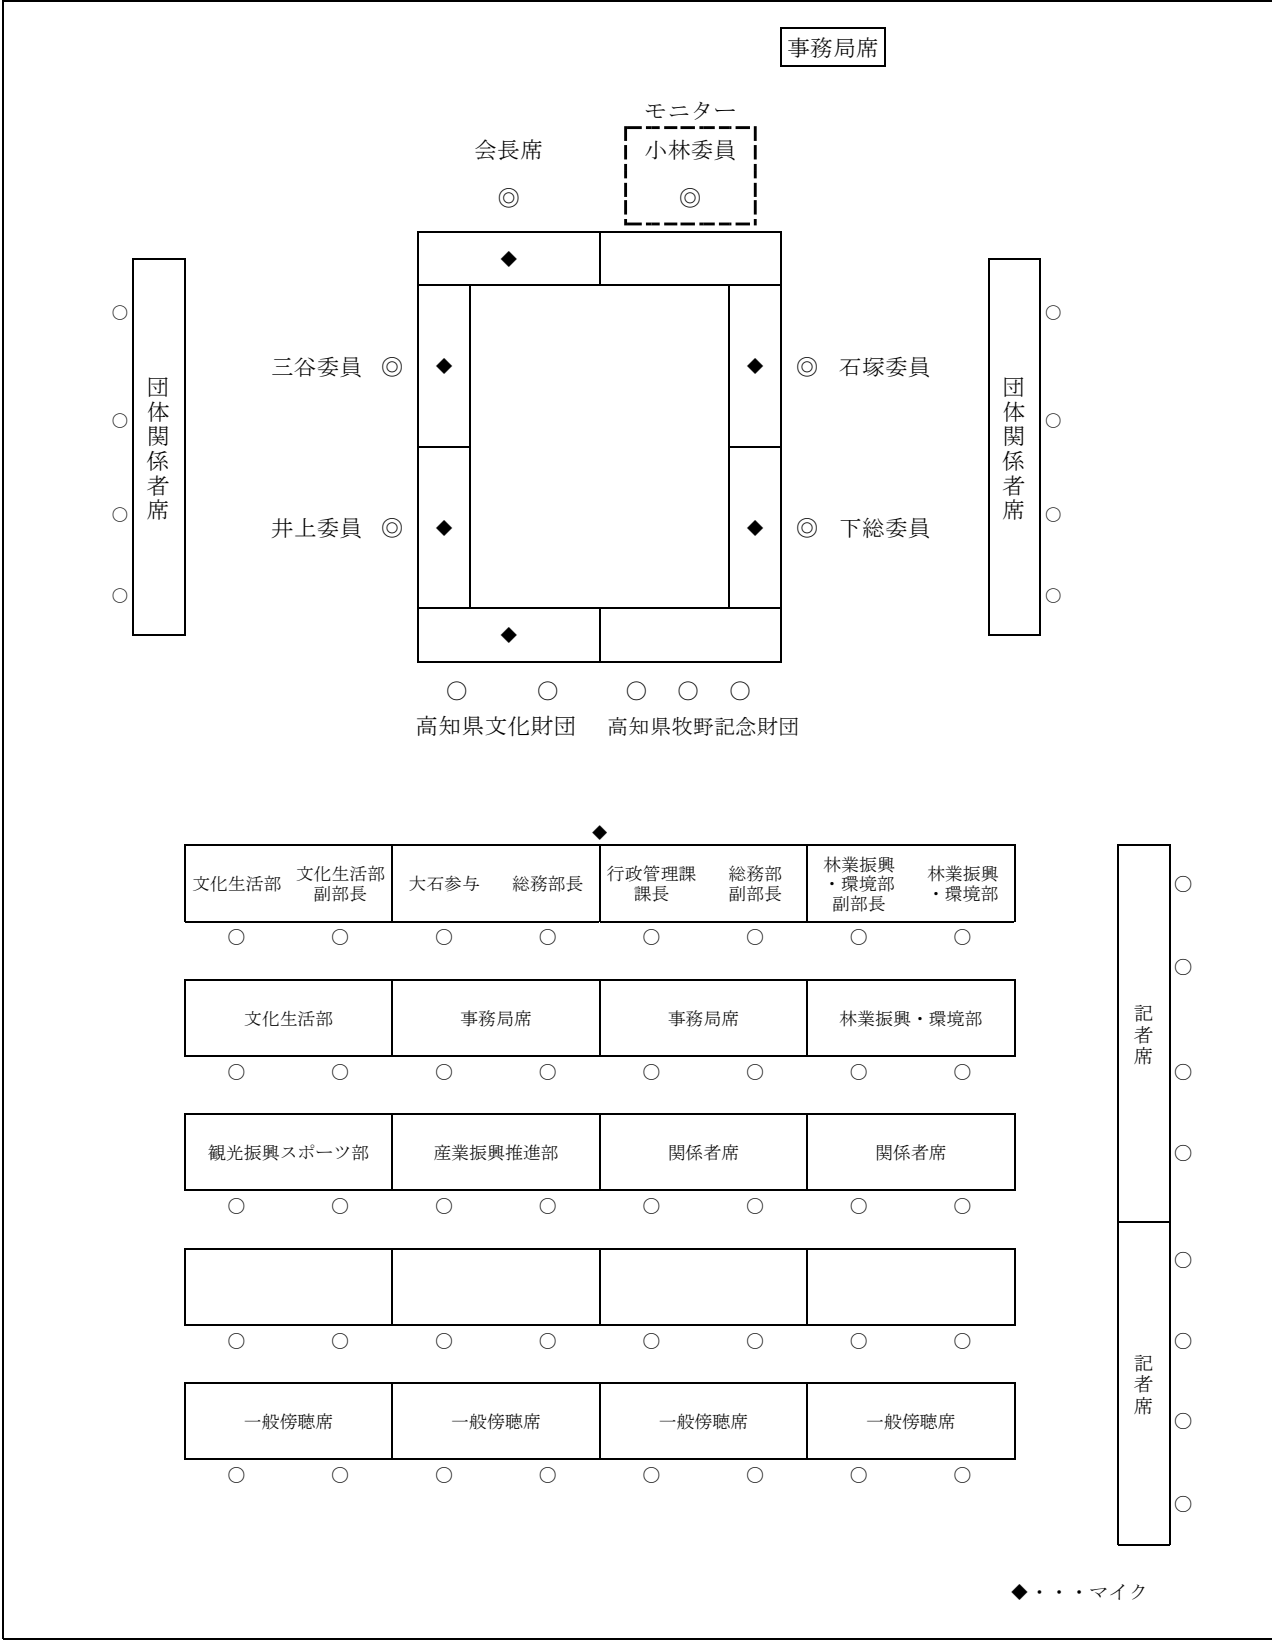 事務局席
モニター
会長席
小林委員
◎
◎
◆
団体関係者席
三谷委員 ◎
◆
◆
◎ 石塚委員
団体関係者席
井上委員 ◎
◆
◆
◎ 下総委員
◆
高知県文化財団
高知県牧野記念財団
◆
文化生活部
文化生活部
副部長
大石参与
総務部長
行政管理課
課長
総務部
副部長
林業振興
・環境部
副部長
林業振興
・環境部
文化生活部
事務局席
事務局席
林業振興・環境部
記者席
観光振興スポーツ部
産業振興推進部
関係者席
関係者席
記者席
一般傍聴席
一般傍聴席
一般傍聴席
一般傍聴席
◆・・・マイク